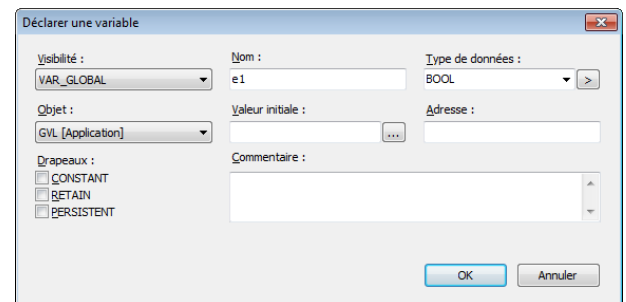 Déclarer une variable
Visibilité : Nom : Type de données :
VAR_GLOBAL e1 BOOL >
Objet : Valeur initiale : Adresse :
GVL [Application] ...
Drapeaux : Commentaire :
CONSTANT
RETAIN
PERSISTENT
OK Annuler